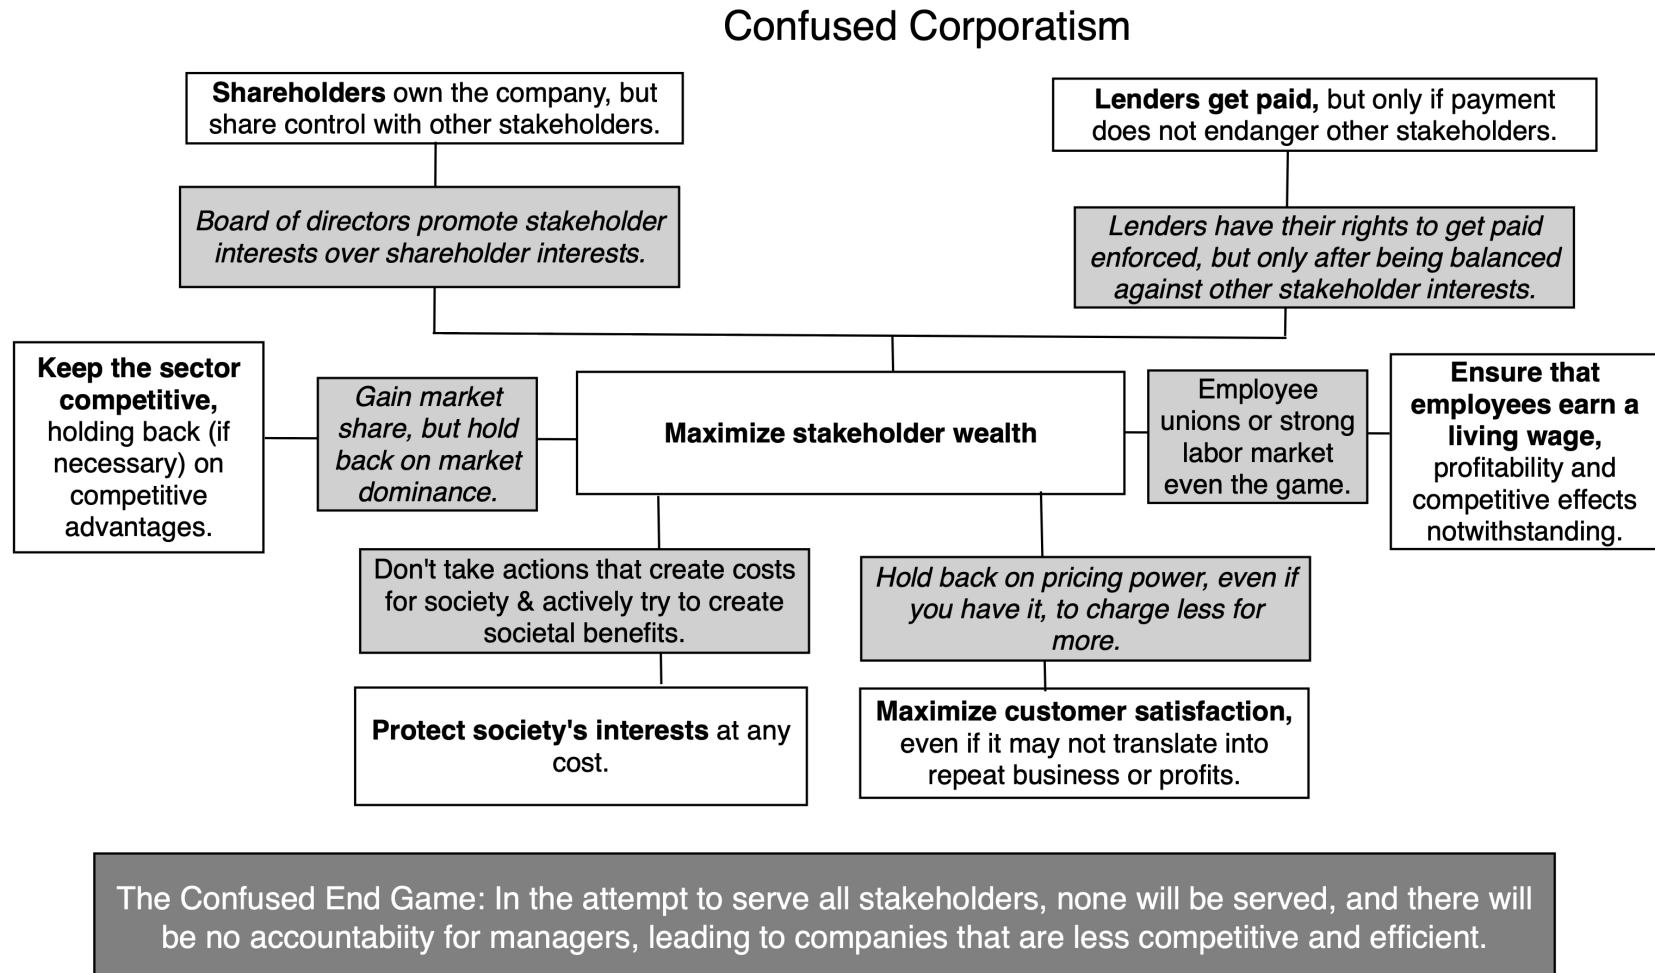 Confused Corporatism
Shareholders own the company, but
share control with other stakeholders.
Lenders get paid, but only if payment
does not endanger other stakeholders.
Board of directors promote stakeholder
interests over shareholder interests.
Lenders have their rights to get paid
enforced, but only after being balanced
against other stakeholder interests.
Keep the sector
competitive,
holding back (if
necessary) on
competitive
advantages.
Gain market
share, but hold
back on market
dominance.
Maximize stakeholder wealth
Employee
unions or strong
labor market
even the game.
Ensure that
employees earn a
living wage,
profitability and
competitive effects
notwithstanding.
Don't take actions that create costs
for society & actively try to create
societal benefits.
Hold back on pricing power, even if
you have it, to charge less for
more.
Protect society's interests at any
cost.
Maximize customer satisfaction,
even if it may not translate into
repeat business or profits.
The Confused End Game: In the attempt to serve all stakeholders, none will be served, and there will
be no accountabiity for managers, leading to companies that are less competitive and efficient.